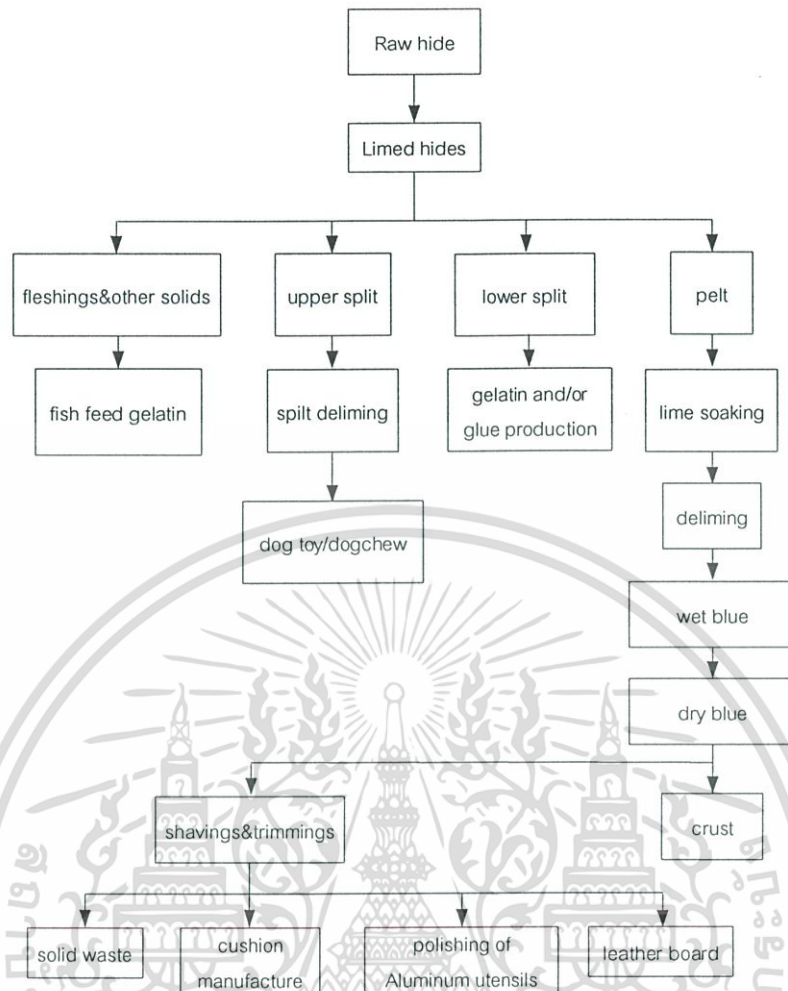 Raw hide
Limed hides
fleshings&other solids
upper split
lower split
pelt
fish feed gelatin
spilt deliming
gelatin and/or
glue production
lime soaking
dog toy/dogchew
deliming
wet blue
dry blue
shavings&trimmings
crust
solid waste
cushion
manufacture
polishing of
Aluminum utensils
leather board